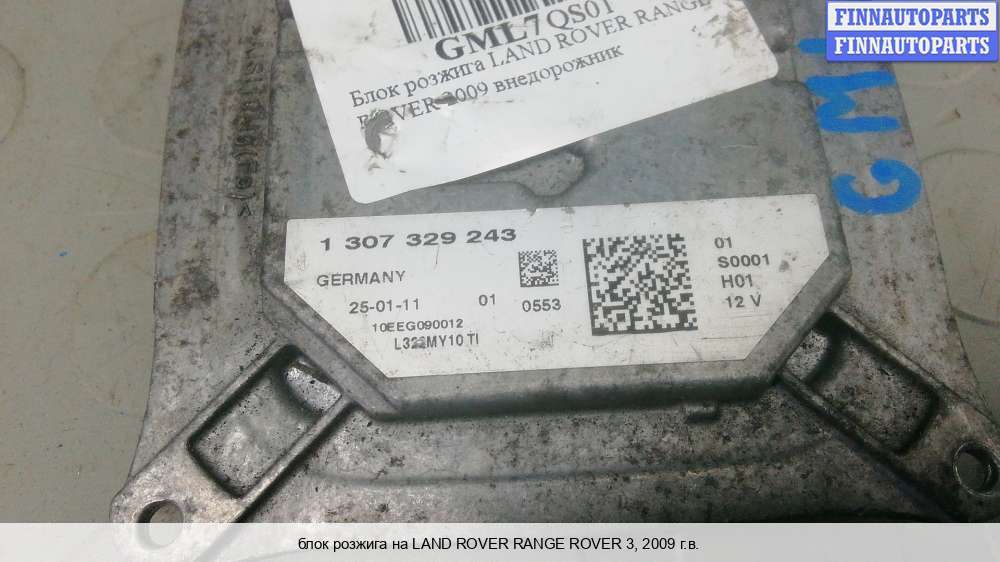 FINNAUTOPARTS
FINNAUTOPARTS
GML7QS01
Блок розжига LAND ROVER RANGE
ROVER 2009 внедорожник
GM
1 307 329 243
GERMANY
25-01-11 01 0553
10EEG090012
L322MY10 TI
01
S0001
H01
12 V
блок розжига на LAND ROVER RANGE ROVER 3, 2009 г.в.